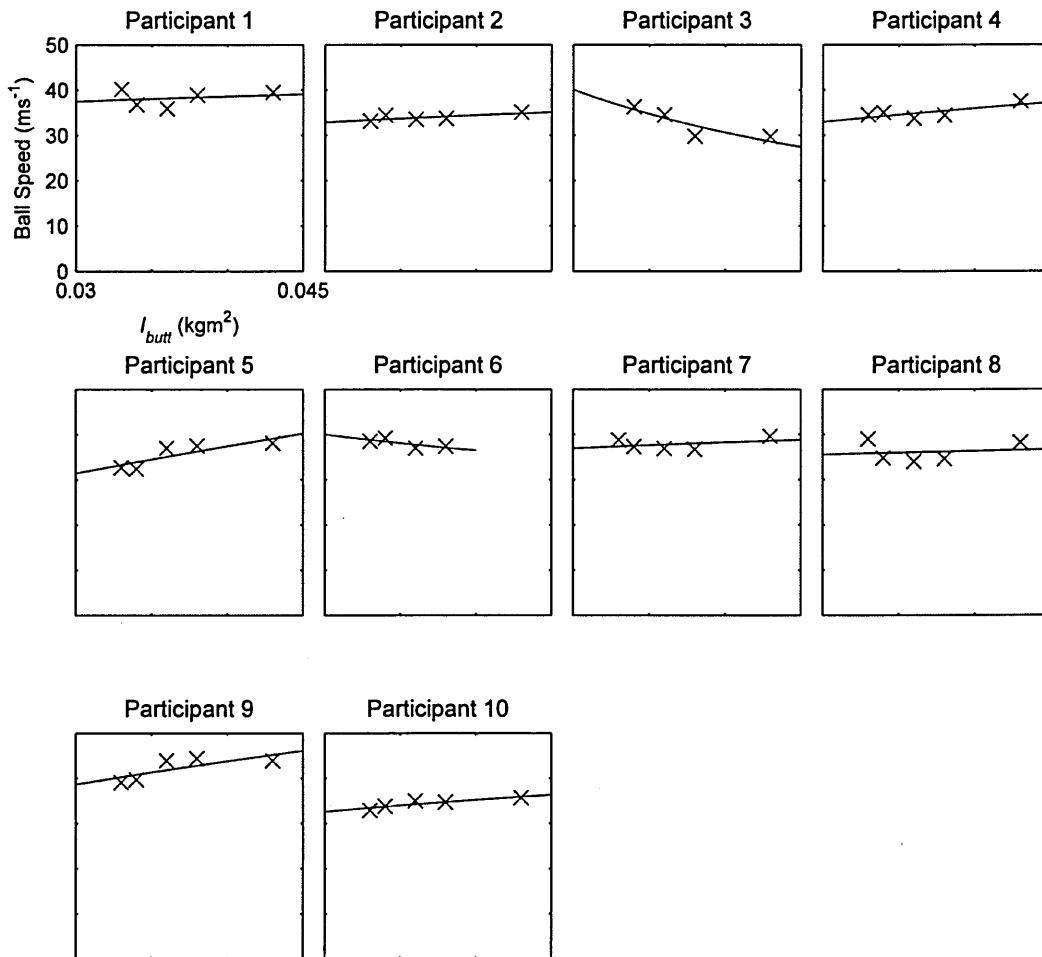 Participant 1
Participant 2
Participant 3
Participant 4
50
40
30
20
10
0
Ball Speed (ms⁻¹)
0.03
0.045
I_butt (kgm²)
Participant 5
Participant 6
Participant 7
Participant 8
Participant 9
Participant 10